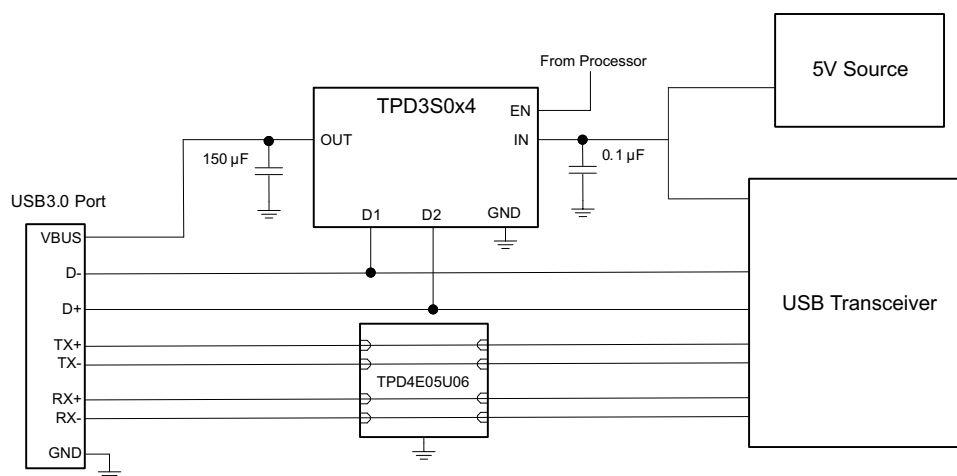 From Processor
5V Source
TPD3S0x4
EN
OUT
IN
150 µF
0.1 µF
USB3.0 Port
D1
D2
GND
VBUS
D-
D+
USB Transceiver
TX+
TX-
TPD4E05U06
RX+
RX-
GND